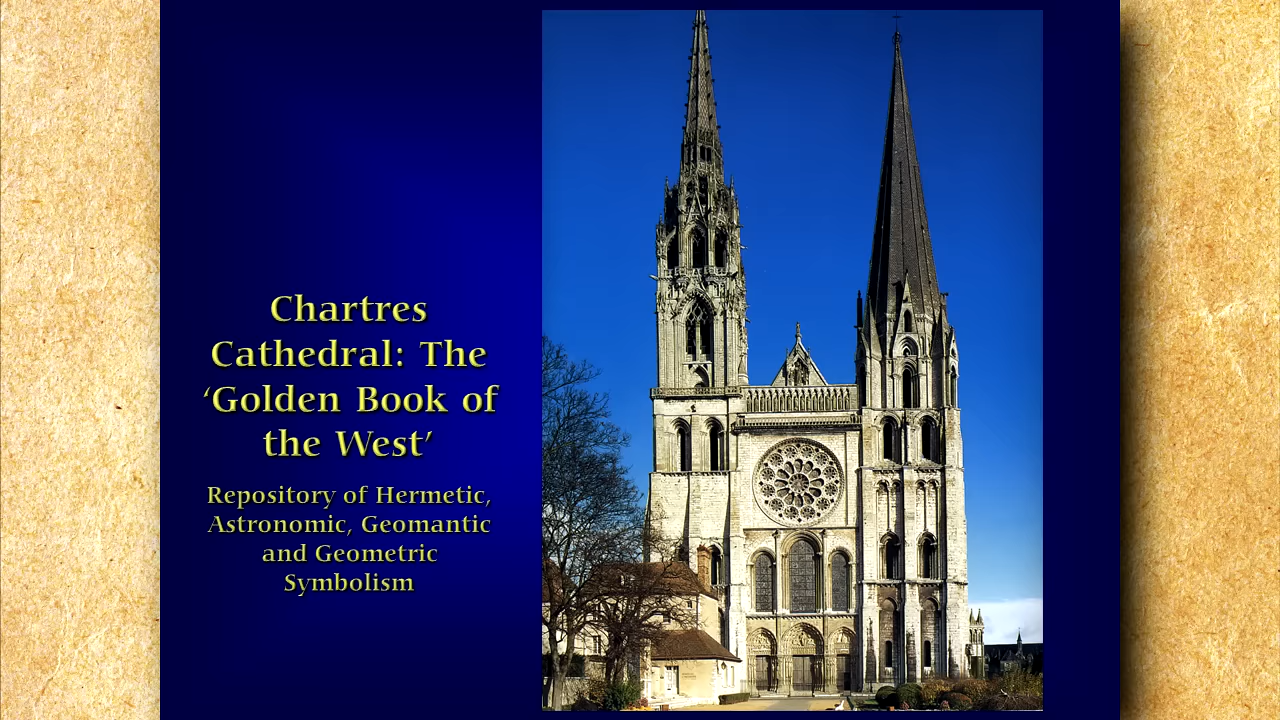 Chartres
Cathedral: The
‘Golden Book of
the West’
Repository of Hermetic,
Astronomic, Geomantic
and Geometric
Symbolism